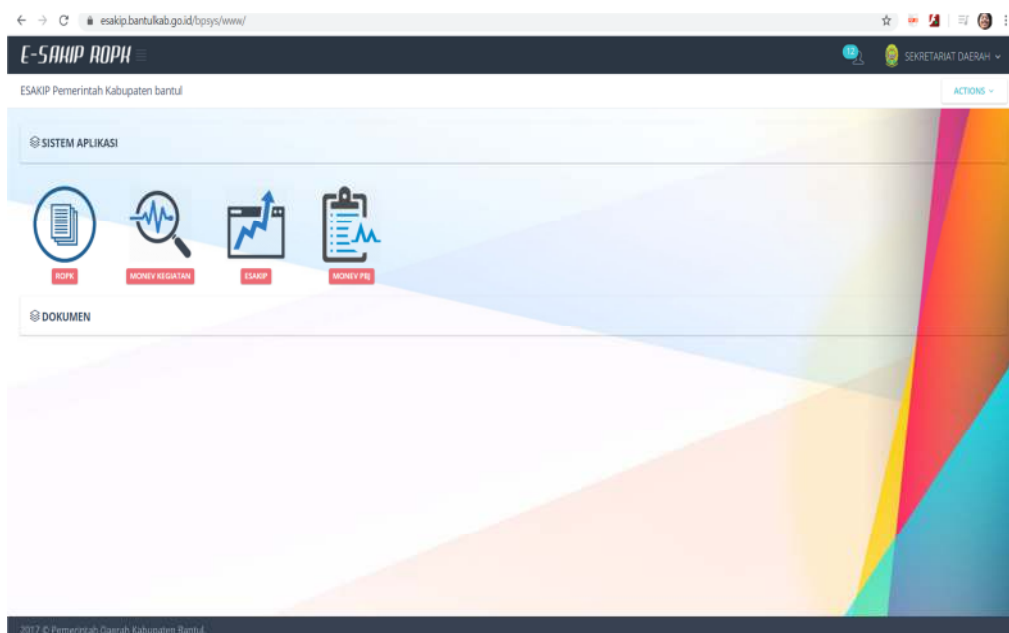 esakip.bantulkab.go.id/bpsys/www/
E-SAKIP ROPK
12
SEKRETARIAT DAERAH
ESAKIP Pemerintah Kabupaten bantul
ACTIONS
SISTEM APLIKASI
ROPK
MONEV KEGIATAN
ESAKIP
MONEV PBJ
DOKUMEN
2017 © Pemerintah Daerah Kabupaten Bantul